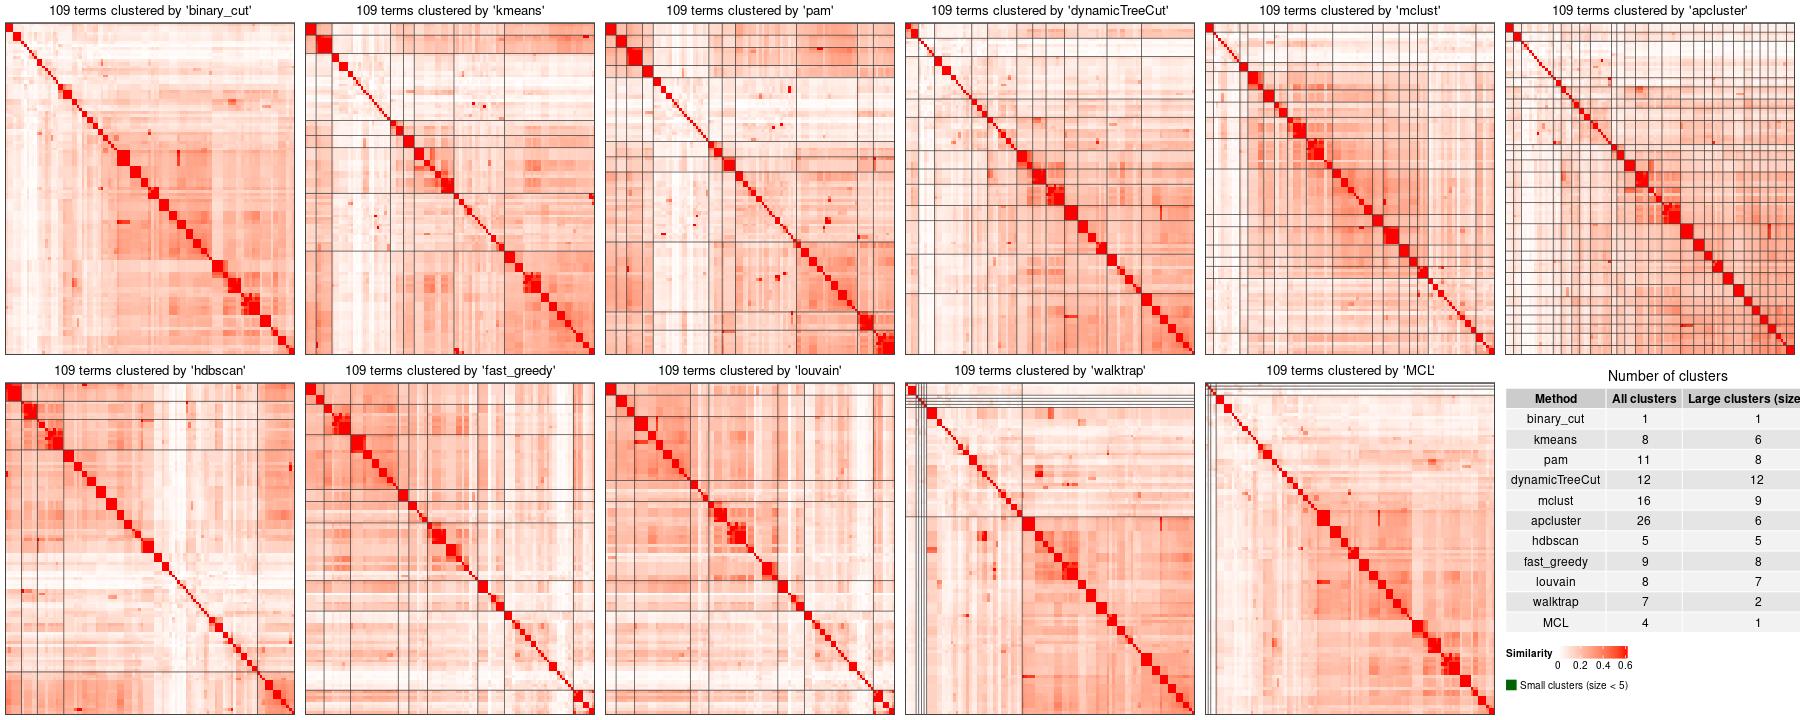 109 terms clustered by 'binary_cut'
109 terms clustered by 'kmeans'
109 terms clustered by 'pam'
109 terms clustered by 'dynamicTreeCut'
109 terms clustered by 'mclust'
109 terms clustered by 'apcluster'
109 terms clustered by 'hdbscan'
109 terms clustered by 'fast_greedy'
109 terms clustered by 'louvain'
109 terms clustered by 'walktrap'
109 terms clustered by 'MCL'
Number of clusters
Method All clusters Large clusters (size
binary_cut 1 1
kmeans 8 6
pam 11 8
dynamicTreeCut 12 12
mclust 16 9
apcluster 26 6
hdbscan 5 5
fast_greedy 9 8
louvain 8 7
walktrap 7 2
MCL 4 1
Similarity
0 0.2 0.4 0.6
Small clusters (size < 5)